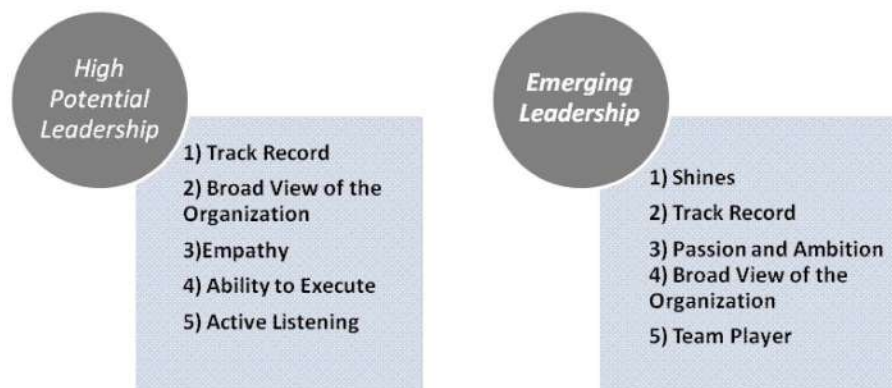 High
Potential
Leadership
1) Track Record
2) Broad View of the
Organization
3)Empathy
4) Ability to Execute
5) Active Listening
Emerging
Leadership
1) Shines
2) Track Record
3) Passion and Ambition
4) Broad View of the
Organization
5) Team Player